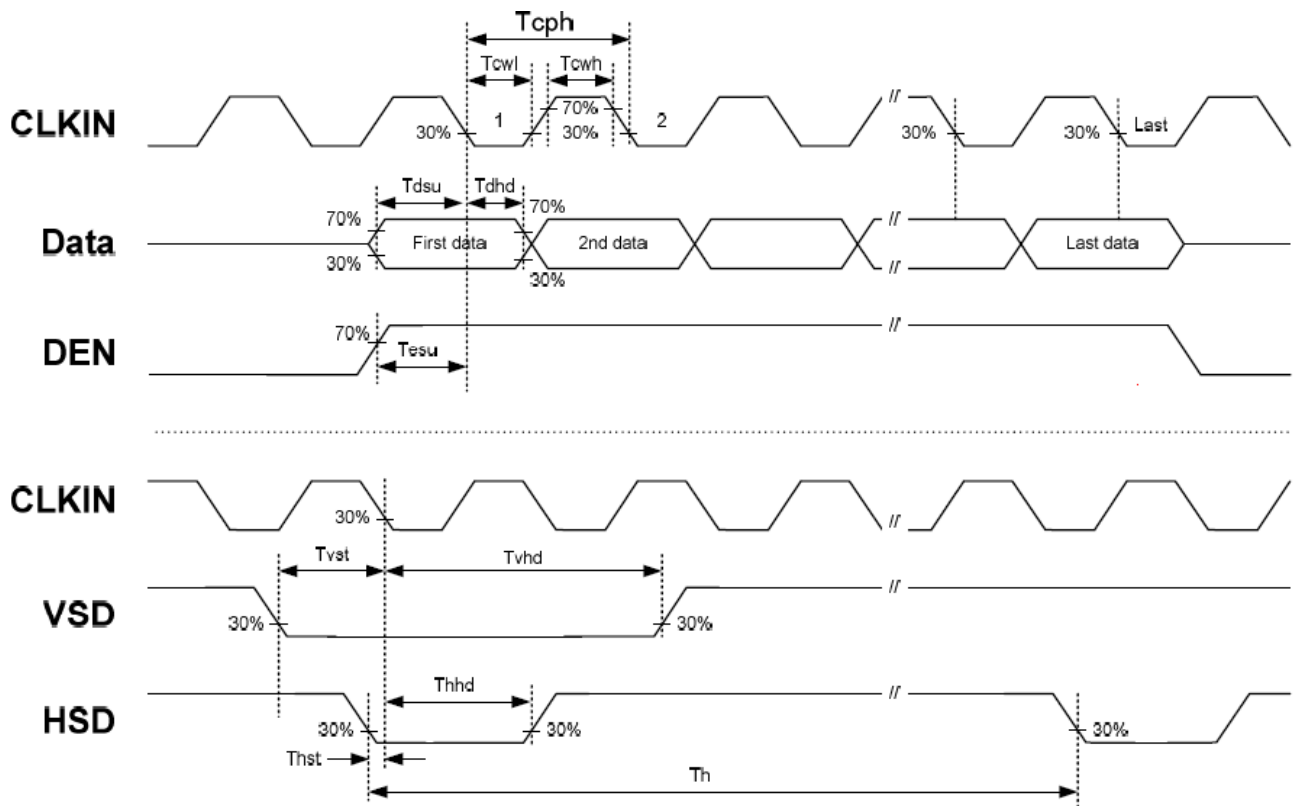 Tcph
Tcwl Tcwh
CLKIN 30% 1 70% 30% 2 // 30% 30% Last
Tdsu Tdhd
70% 70%
Data First data 2nd data // // Last data
30% 30%
DEN 70% //
Tesu
CLKIN 30% //
Tvst Tvhd
VSD 30% 30% //
Thhd
HSD 30% 30% // 30%
Thst
Th